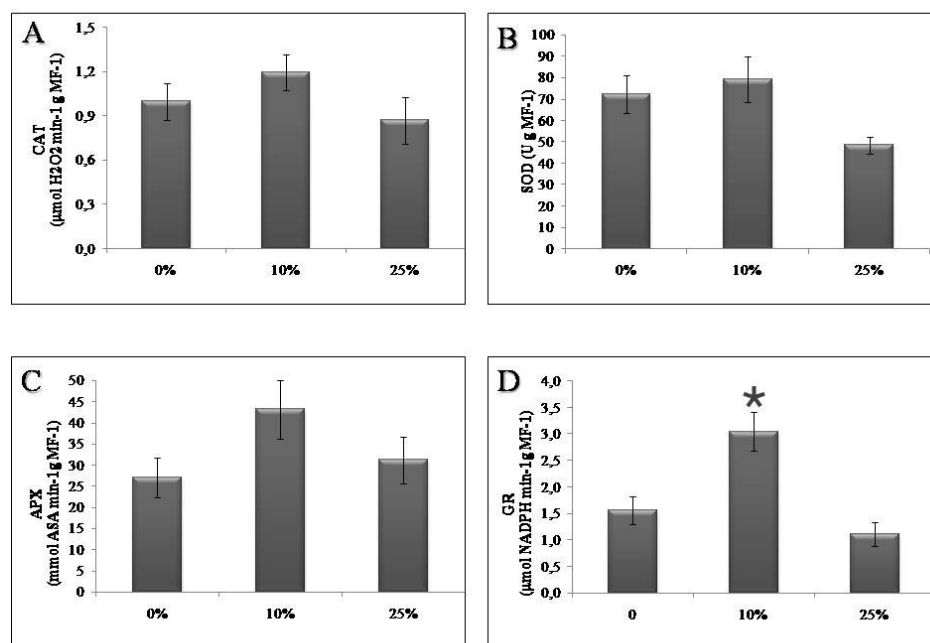 A
CAT
(µmol H2O2 min-1 g MF-1)
1,5
1,2
0,9
0,6
0,3
0,0
0% 10% 25%
B
SOD (U g MF-1)
100
90
80
70
60
50
40
30
20
10
0
0% 10% 25%
C
APX
(mmol ASA min-1g MF-1)
50
45
40
35
30
25
20
15
10
5
0
0% 10% 25%
D
GR
(µmol NADPH min-1g MF-1)
4,0
3,5
3,0
2,5
2,0
1,5
1,0
0,5
0,0
*
0 10% 25%